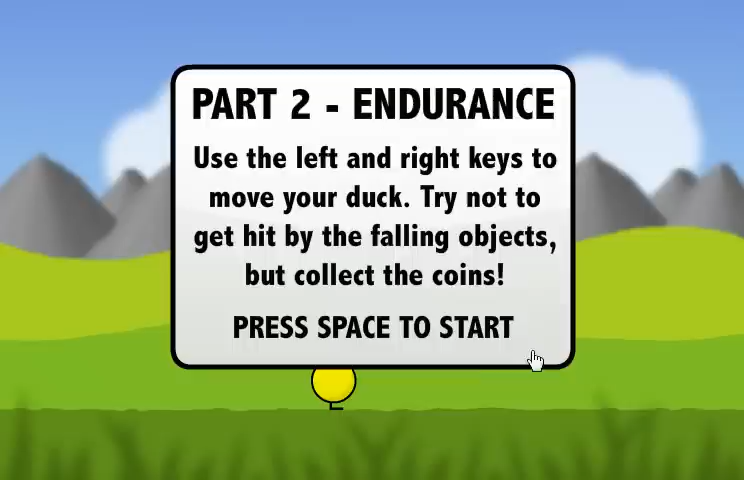 PART 2 - ENDURANCE
Use the left and right keys to
move your duck. Try not to
get hit by the falling objects,
but collect the coins!
PRESS SPACE TO START